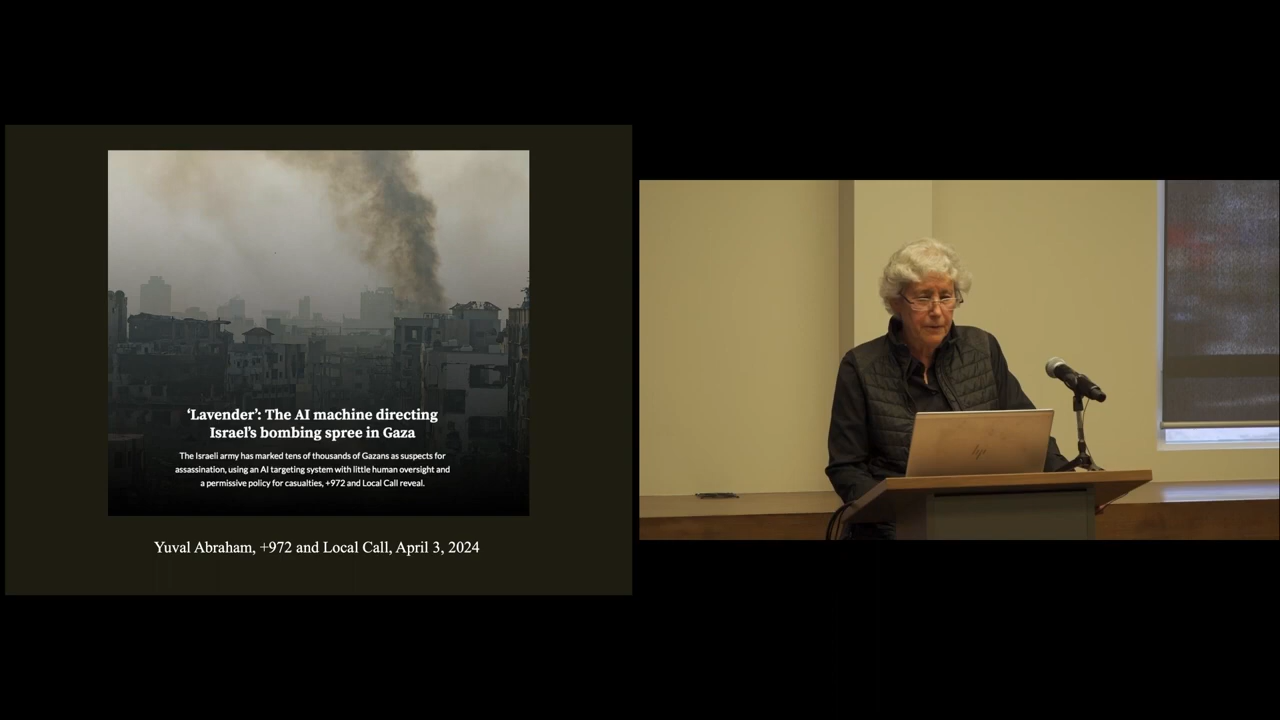 ‘Lavender’: The AI machine directing
Israel’s bombing spree in Gaza
The Israeli army has marked tens of thousands of Gazans as suspects for
assassination, using an AI targeting system with little human oversight and
a permissive policy for casualties, +972 and Local Call reveal.
Yuval Abraham, +972 and Local Call, April 3, 2024
hp